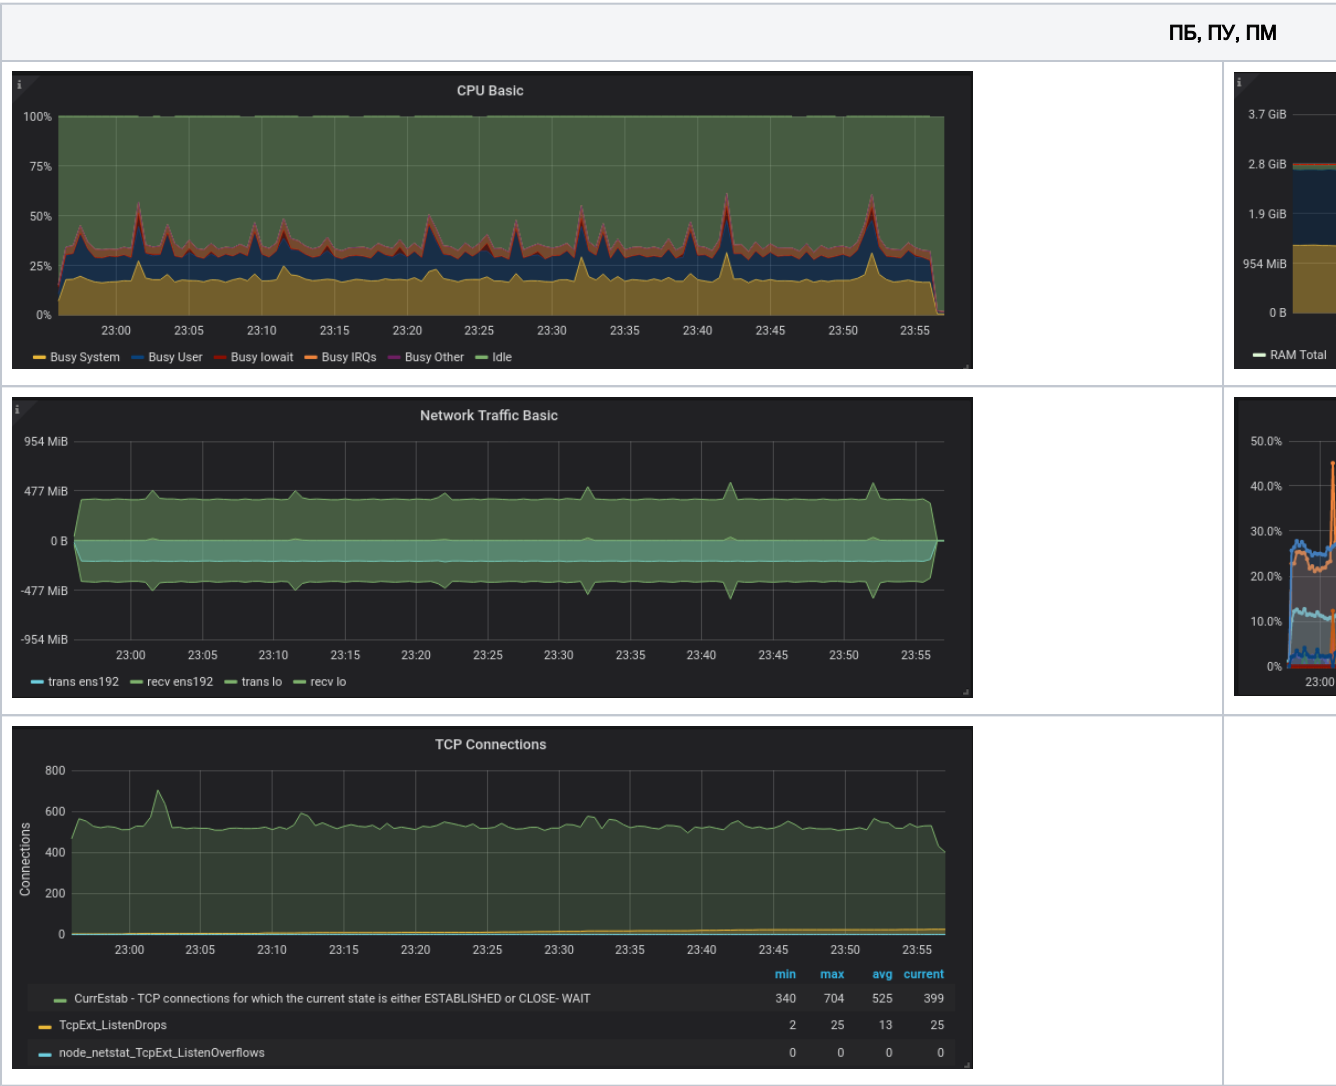 ПБ, ПУ, ПМ
CPU Basic
100%
75%
50%
25%
0%
23:00 23:05 23:10 23:15 23:20 23:25 23:30 23:35 23:40 23:45 23:50 23:55
Busy System Busy User Busy Iowait Busy IRQs Busy Other Idle
3.7 GiB
2.8 GiB
1.9 GiB
954 MiB
0 B
RAM Total
Network Traffic Basic
954 MiB
477 MiB
0 B
-477 MiB
-954 MiB
23:00 23:05 23:10 23:15 23:20 23:25 23:30 23:35 23:40 23:45 23:50 23:55
trans ens192 recv ens192 trans lo recv lo
50.0%
40.0%
30.0%
20.0%
10.0%
0%
23:00
TCP Connections
Connections
800
600
400
200
0
23:00 23:05 23:10 23:15 23:20 23:25 23:30 23:35 23:40 23:45 23:50 23:55
min max avg current
CurrEstab - TCP connections for which the current state is either ESTABLISHED or CLOSE- WAIT 340 704 525 399
TcpExt_ListenDrops 2 25 13 25
node_netstat_TcpExt_ListenOverflows 0 0 0 0